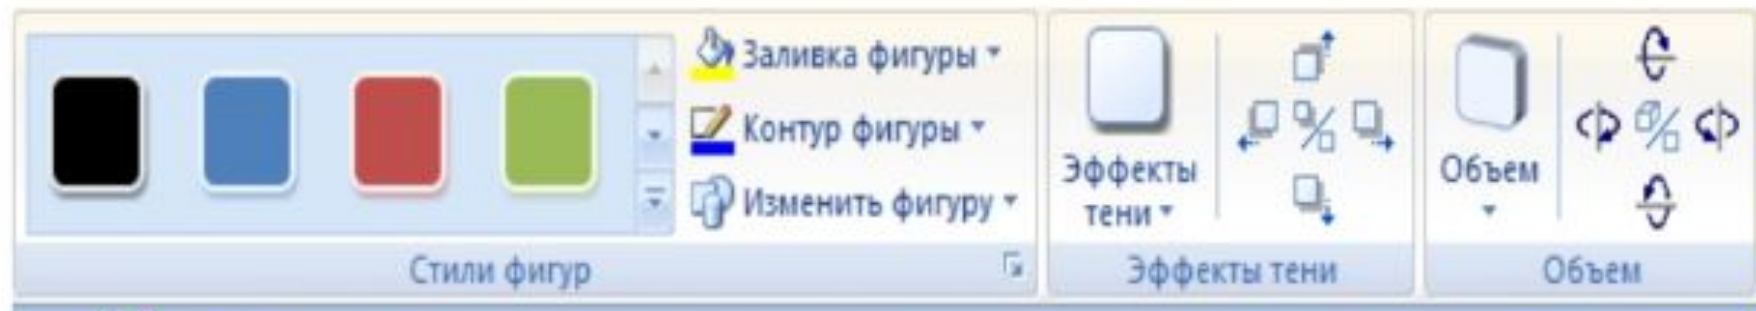 Заливка фигуры
Контур фигуры
Изменить фигуру
Стили фигур
Эффекты
тени
Эффекты тени
Объем
Объем